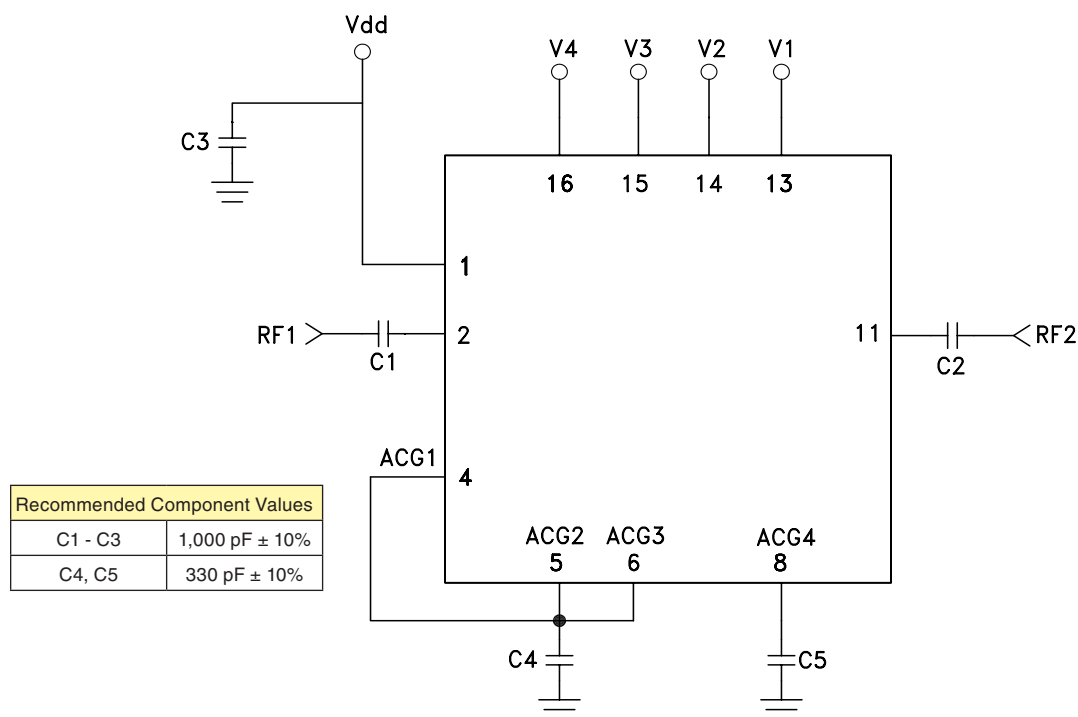 Vdd
V4 V3 V2 V1
C3
16 15 14 13
1
RF1 2 11 RF2
C1 C2
ACG1
4
Recommended Component Values
C1 - C3 1,000 pF ± 10%
C4, C5 330 pF ± 10%
ACG2 ACG3 ACG4
5 6 8
C4 C5